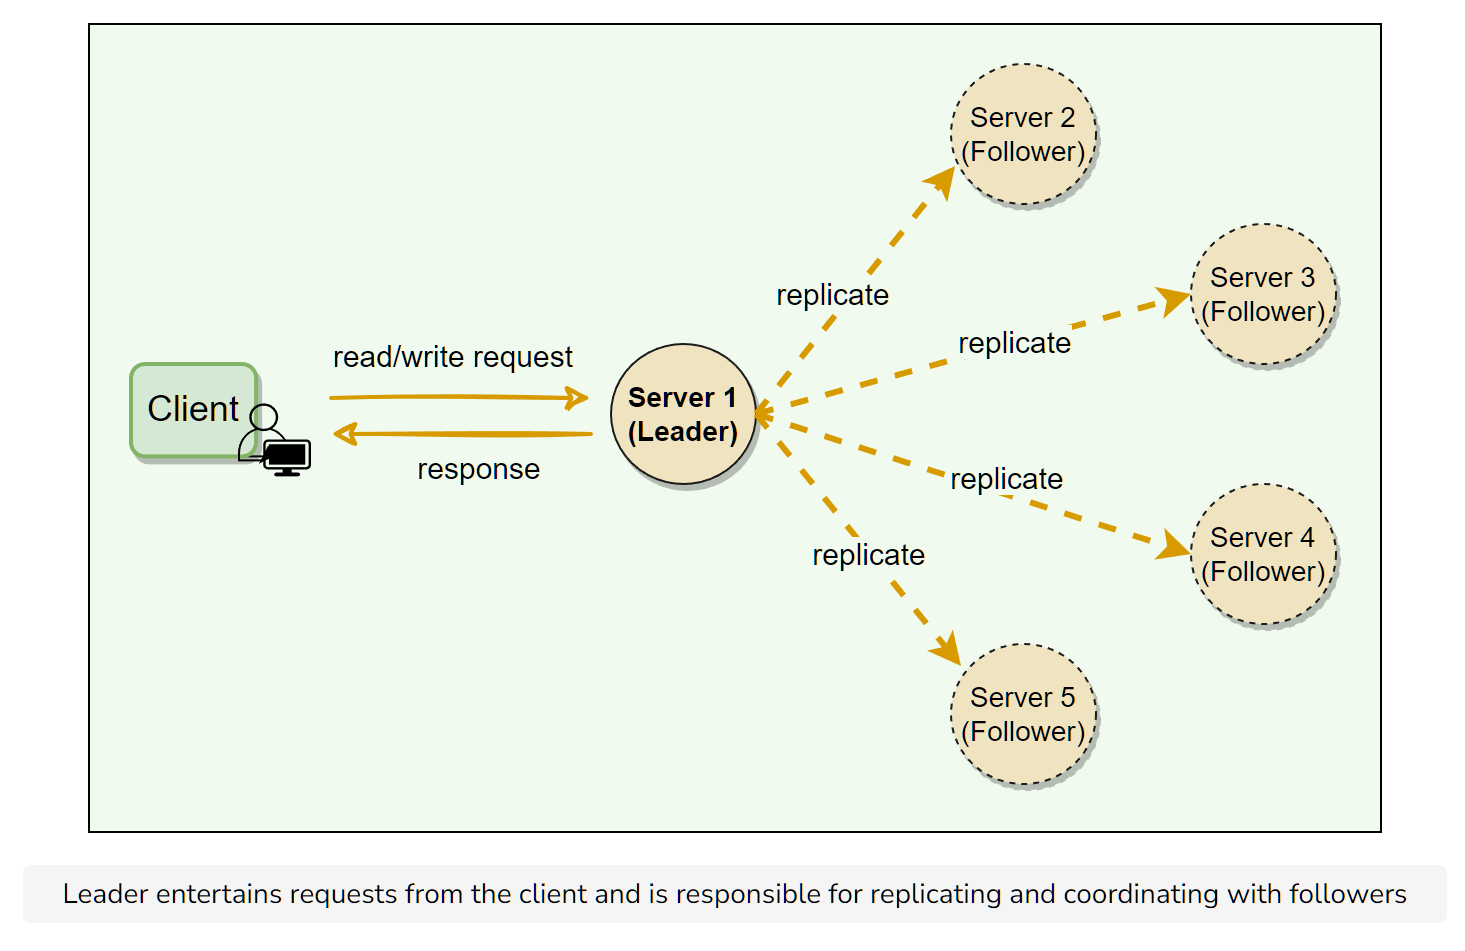 Server 2
(Follower)
Server 3
(Follower)
replicate
replicate
read/write request
Client
Server 1
(Leader)
response
replicate
Server 4
(Follower)
replicate
Server 5
(Follower)
Leader entertains requests from the client and is responsible for replicating and coordinating with followers